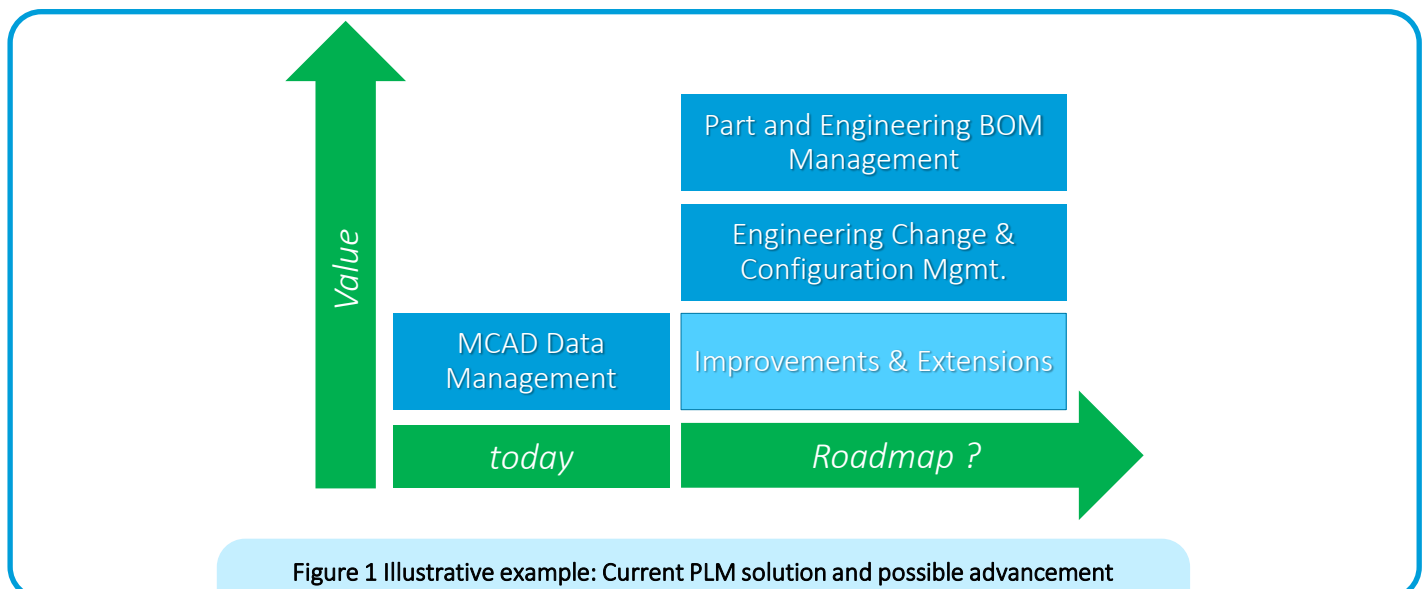 Part and Engineering BOM
Management
Engineering Change &
Configuration Mgmt.
Value
MCAD Data
Management
Improvements & Extensions
today
Roadmap ?
Figure 1 Illustrative example: Current PLM solution and possible advancement